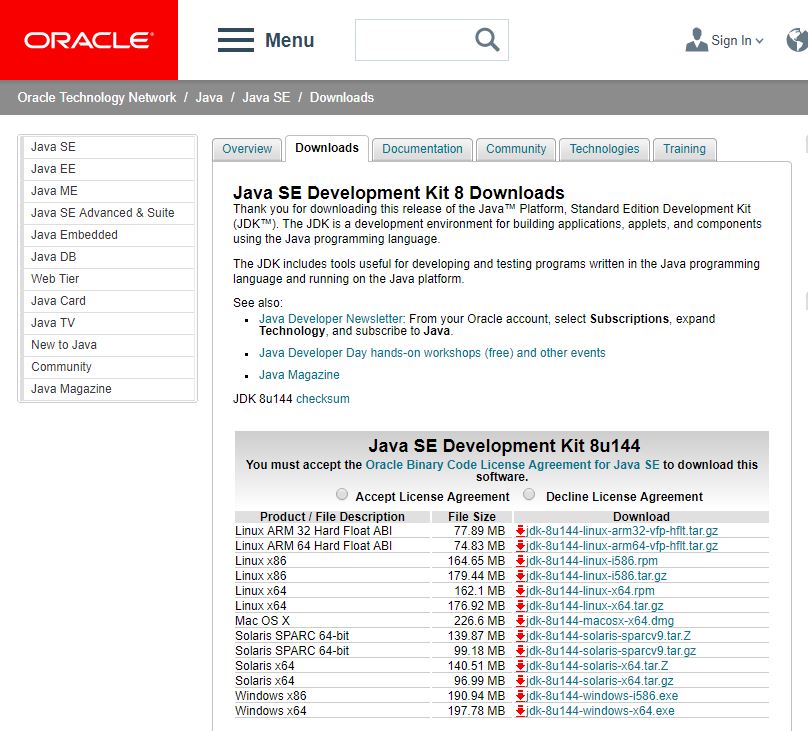 ORACLE
Menu
Sign In
Oracle Technology Network / Java / Java SE / Downloads
Java SE
Java EE
Java ME
Java SE Advanced & Suite
Java Embedded
Java DB
Web Tier
Java Card
Java TV
New to Java
Community
Java Magazine
Overview Downloads Documentation Community Technologies Training
Java SE Development Kit 8 Downloads
Thank you for downloading this release of the Java™ Platform, Standard Edition Development Kit
(JDK™). The JDK is a development environment for building applications, applets, and components
using the Java programming language.
The JDK includes tools useful for developing and testing programs written in the Java programming
language and running on the Java platform.
See also:
Java Developer Newsletter: From your Oracle account, select Subscriptions, expand
Technology, and subscribe to Java.
Java Developer Day hands-on workshops (free) and other events
Java Magazine
JDK 8u144 checksum
Java SE Development Kit 8u144
You must accept the Oracle Binary Code License Agreement for Java SE to download this
software.
Accept License Agreement Decline License Agreement
Product / File Description File Size Download
Linux ARM 32 Hard Float ABI 77.89 MB jdk-8u144-linux-arm32-vfp-hflt.tar.gz
Linux ARM 64 Hard Float ABI 74.83 MB jdk-8u144-linux-arm64-vfp-hflt.tar.gz
Linux x86 164.65 MB jdk-8u144-linux-i586.rpm
Linux x86 179.44 MB jdk-8u144-linux-i586.tar.gz
Linux x64 162.1 MB jdk-8u144-linux-x64.rpm
Linux x64 176.92 MB jdk-8u144-linux-x64.tar.gz
Mac OS X 226.6 MB jdk-8u144-macosx-x64.dmg
Solaris SPARC 64-bit 139.87 MB jdk-8u144-solaris-sparcv9.tar.Z
Solaris SPARC 64-bit 99.18 MB jdk-8u144-solaris-sparcv9.tar.gz
Solaris x64 140.51 MB jdk-8u144-solaris-x64.tar.Z
Solaris x64 96.99 MB jdk-8u144-solaris-x64.tar.gz
Windows x86 190.94 MB jdk-8u144-windows-i586.exe
Windows x64 197.78 MB jdk-8u144-windows-x64.exe